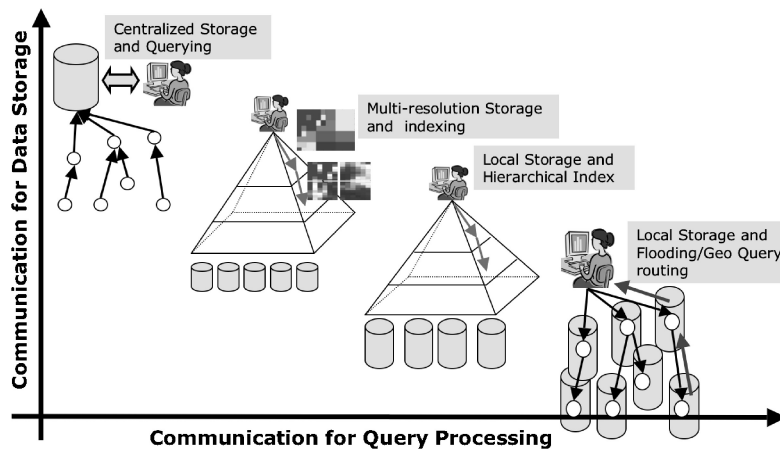 Centralized Storage
and Querying
Multi-resolution Storage
and indexing
Local Storage and
Hierarchical Index
Local Storage and
Flooding/Geo Query
routing
Communication for Data Storage
Communication for Query Processing